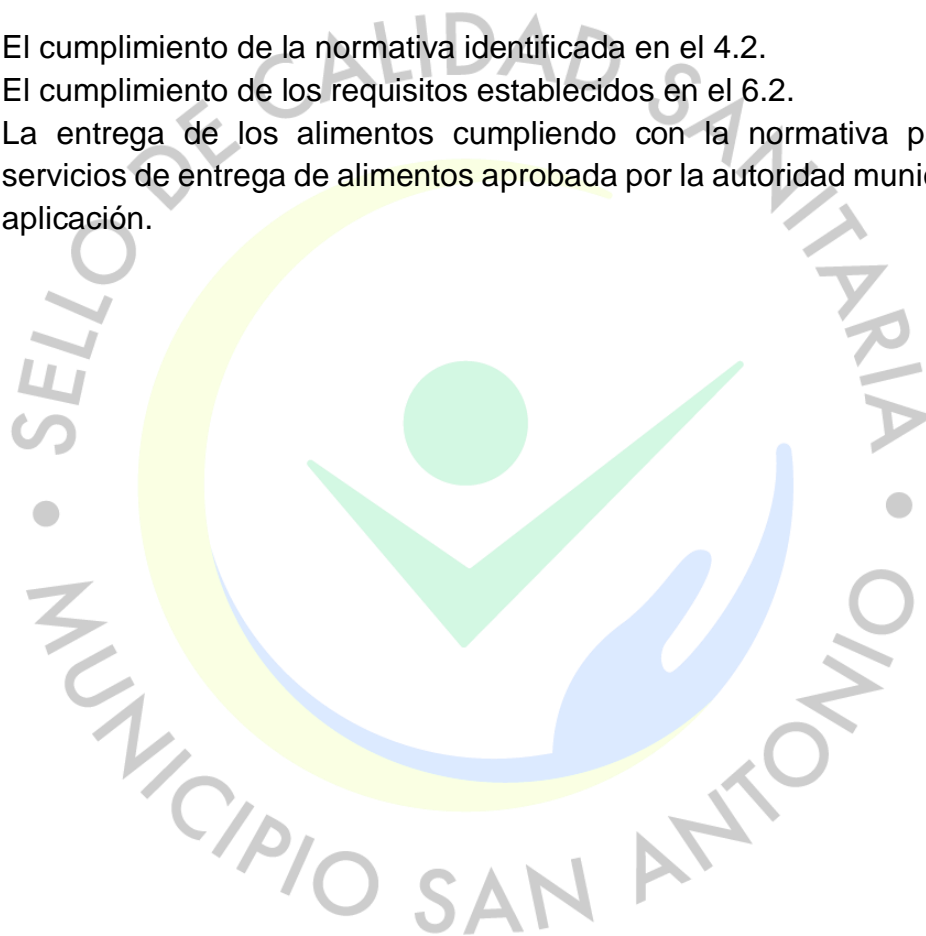 El cumplimiento de la normativa identificada en el 4.2.
El cumplimiento de los requisitos establecidos en el 6.2.
La entrega de los alimentos cumpliendo con la normativa
servicios de entrega de alimentos aprobada por la autoridad
aplicación.
SELLO DE CALIDAD SANITARIA
• MUNICIPIO SAN ANTONIO •